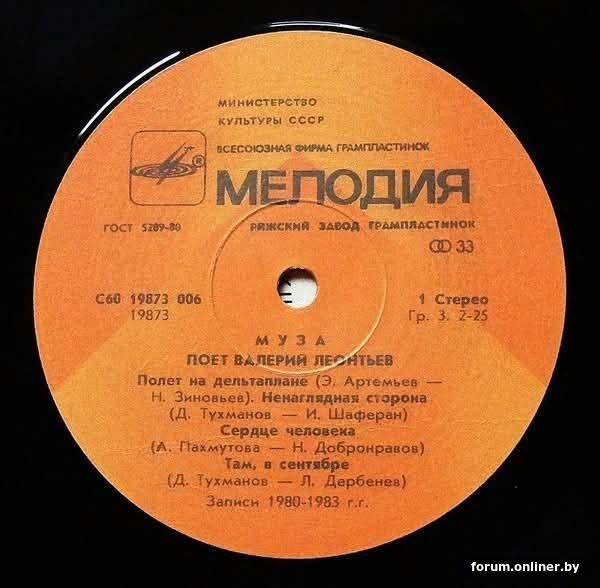 МИНИСТЕРСТВО
КУЛЬТУРЫ СССР
ВСЕСОЮЗНАЯ ФИРМА ГРАМПЛАСТИНОК
®
МЕЛОДИЯ
ГОСТ 5289-80
РИЖСКИЙ ЗАВОД ГРАМПЛАСТИНОК
33
С60 19873 006
19873
1 Стерео
Гр. 3. 2-25
МУЗА
ПОЕТ ВАЛЕРИЙ ЛЕОНТЬЕВ
Полет на дельтаплане (Э. Артемьев —
Н. Зиновьев). Ненаглядная сторона
(Д. Тухманов — И. Шаферан)
Сердце человека
(А. Пахмутова — Н. Добронравов)
Там, в сентябре
(Д. Тухманов — Л. Дербенев)
Записи 1980-1983 г.г.
forum.onliner.by